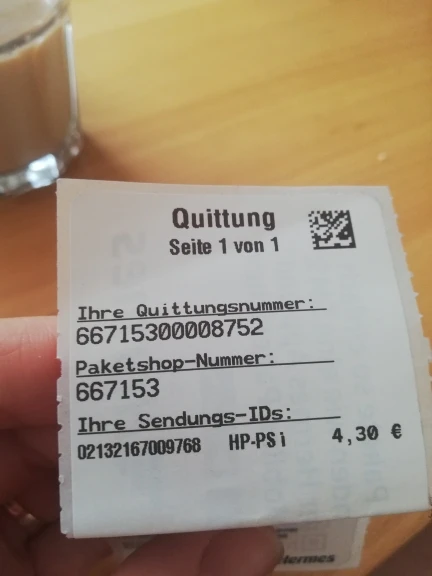 Quittung
Seite 1 von 1
Ihre Quittungsnummer:
66715300008752
Paketshop-Nummer:
667153
Ihre Sendungs-IDs:
02132167009768 HP-PS i 4,30 €